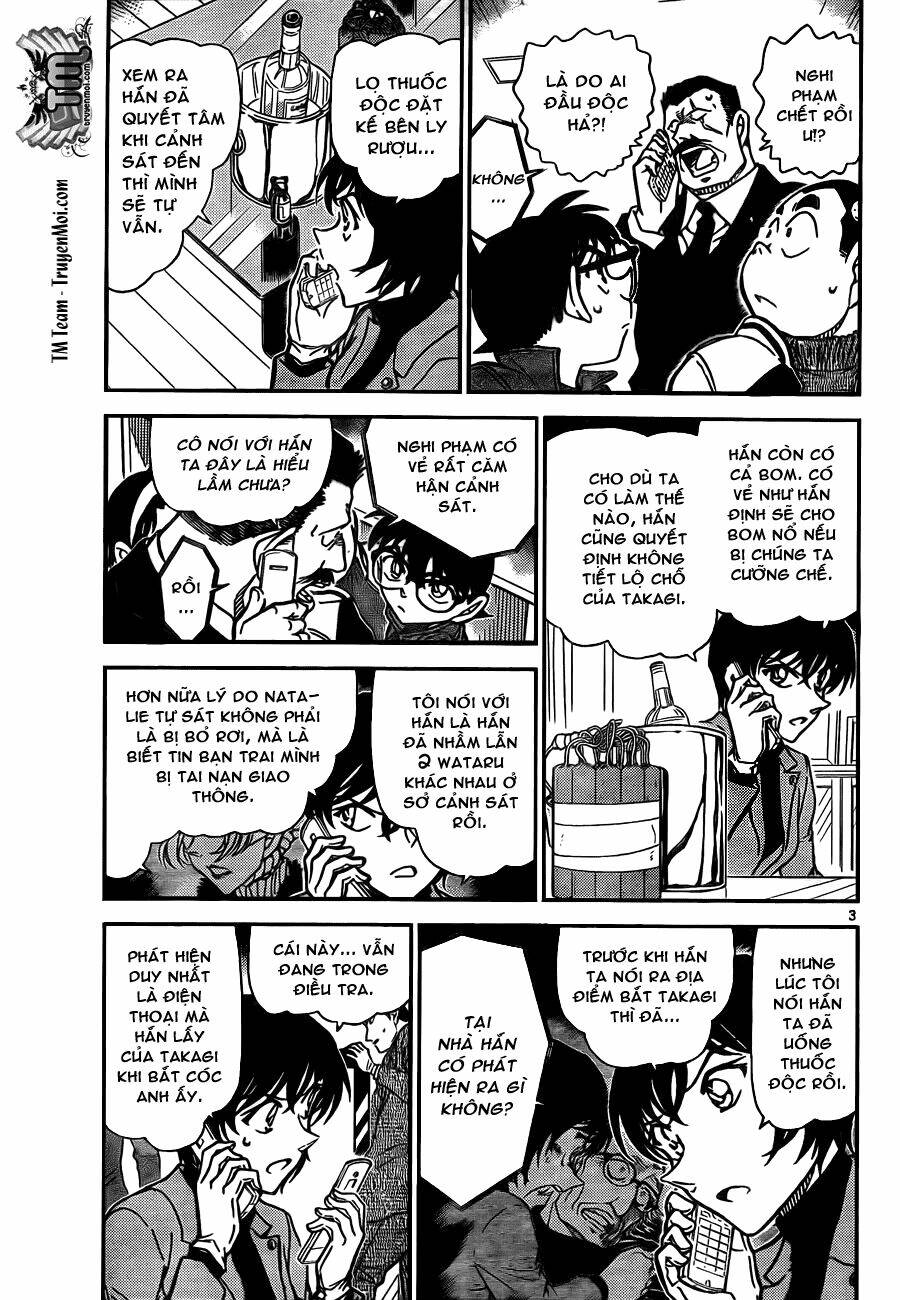 NGHI
PHẠM
CHẾT RỒI
Ư!?
LÀ DO AI
ĐẦU ĐỘC
HẢ?!
KHÔNG
...
LỌ THUỐC
ĐỘC ĐẶT
KẾ BÊN LY
RƯỢU...
XEM RA
HẮN ĐÃ
QUYẾT TÂM
KHI CẢNH
SÁT ĐẾN
THÌ MÌNH
SẼ TỰ
VẪN.
TM
truyenmoi.com
TM Team - TruyenMoi.com
HẮN CÒN CÓ
CẢ BOM. CÓ
VẺ NHƯ HẮN
ĐỊNH SẼ CHO
BOM NỔ NẾU
BỊ CHÚNG TA
CƯỠNG CHẾ.
CHO DÙ TA
CÓ LÀM THẾ
NÀO, HẮN
CŨNG QUYẾT
ĐỊNH KHÔNG
TIẾT LỘ CHỖ
CỦA TAKAGI.
NGHI PHẠM CÓ
VẺ RẤT CĂM
HẬN CẢNH
SÁT.
CÔ NÓI VỚI HẮN
TA ĐÂY LÀ HIỂU
LẦM CHƯA?
RỒI
...
TÔI NÓI VỚI
HẮN LÀ HẮN
ĐÃ NHẦM LẪN
2 WATARU
KHÁC NHAU Ở
SỞ CẢNH SÁT
RỒI.
HƠN NỮA LÝ DO NATA-
LIE TỰ SÁT KHÔNG PHẢI
LÀ BỊ BỎ RƠI, MÀ LÀ
BIẾT TIN BẠN TRAI MÌNH
BỊ TAI NẠN GIAO
THÔNG.
3
NHƯNG
LÚC TÔI
NÓI HẮN
TA ĐÃ
UỐNG
THUỐC
ĐỘC RỒI.
TRƯỚC KHI HẮN
TA NÓI RA ĐỊA
ĐIỂM BẮT TAKAGI
THÌ ĐÃ...
TẠI
NHÀ HẮN
CÓ PHÁT
HIỆN RA GÌ
KHÔNG?
CÁI NÀY... VẪN
ĐANG TRONG
ĐIỀU TRA.
PHÁT HIỆN
DUY NHẤT
LÀ ĐIỆN
THOẠI MÀ
HẮN LẤY
CỦA TAKAGI
KHI BẮT CÓC
ANH ẤY.